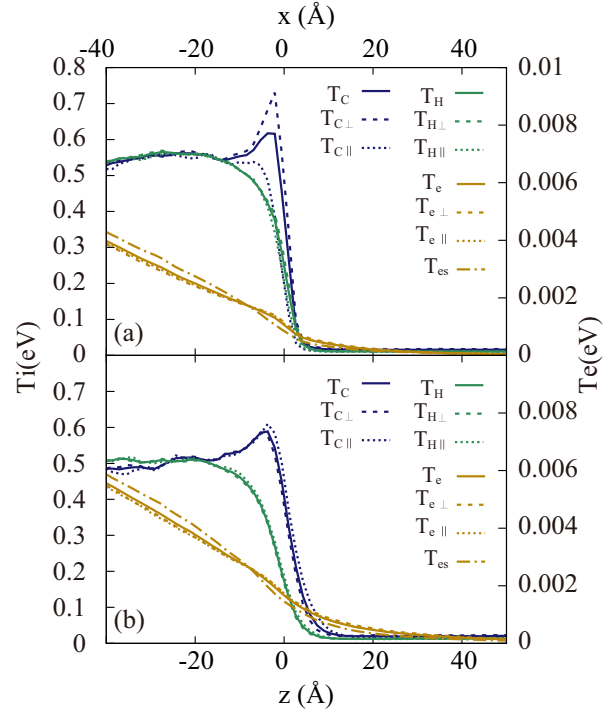 x (Å)
-40 -20 0 20 40
0.8 0.01
0.7
0.6
0.5
0.4
0.3
0.2
0.1
0
0.008
0.006
0.004
0.002
0
T_C T_H
T_C⊥ T_H⊥
T_C∥ T_H∥
T_e
T_e⊥
T_e∥
T_es
(a)
Ti(eV)
Te(eV)
0.7
0.6
0.5
0.4
0.3
0.2
0.1
0
0.008
0.006
0.004
0.002
0
T_C T_H
T_C⊥ T_H⊥
T_C∥ T_H∥
T_e
T_e⊥
T_e∥
T_es
(b)
-20 0 20 40
z (Å)